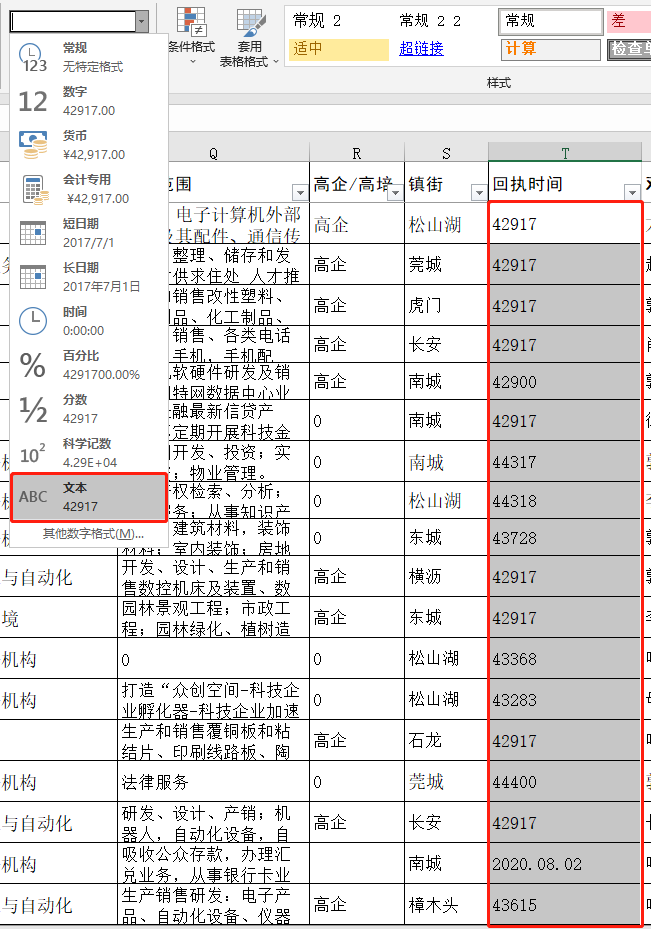 常规 2
常规 2 2
常规
差
条件格式
套用
表格格式
适中
超链接
计算
检查单
样式
常规
无特定格式
数字
42917.00
货币
¥42,917.00
会计专用
¥42,917.00
短日期
2017/7/1
长日期
2017年7月1日
时间
0:00:00
百分比
4291700.00%
分数
42917
科学记数
4.29E+04
文本
42917
其他数字格式(M)...
Q
R
S
T
范围
高企/高培
镇街
回执时间
电子计算机外部
及其配件、通信传
高企
松山湖
42917
整理、储存和发
才供求住处 人才推
高企
莞城
42917
销售改性塑料、
品、化工制品、
高企
虎门
42917
销售、各类电话
手机，手机配
高企
长安
42917
软硬件研发及销
网特网数据中心业
高企
南城
42900
融最新信贷产
定期开展科技金
0
南城
42917
开发、投资；实
；物业管理。
0
南城
44317
权检索、分析；
务；从事知识产
0
松山湖
44318
建筑材料，装饰
材料；室内装饰；房地
0
东城
43728
与自动化
开发、设计、生产和销
售数控机床及装置、数
高企
横沥
42917
境
园林景观工程；市政工
程；园林绿化、植树造
高企
东城
42917
机构
0
0
松山湖
43368
机构
打造“众创空间-科技企
业孵化器-科技企业加速
0
松山湖
43283
生产和销售覆铜板和粘
结片、印刷线路板、陶
高企
石龙
42917
机构
法律服务
0
莞城
44400
与自动化
研发、设计、产销；机
器人，自动化设备，自
高企
长安
42917
机构
吸收公众存款，办理汇
兑业务，从事银行卡业
南城
2020.08.02
与自动化
生产销售研发：电子产
品、自动化设备、仪器
高企
樟木头
43615